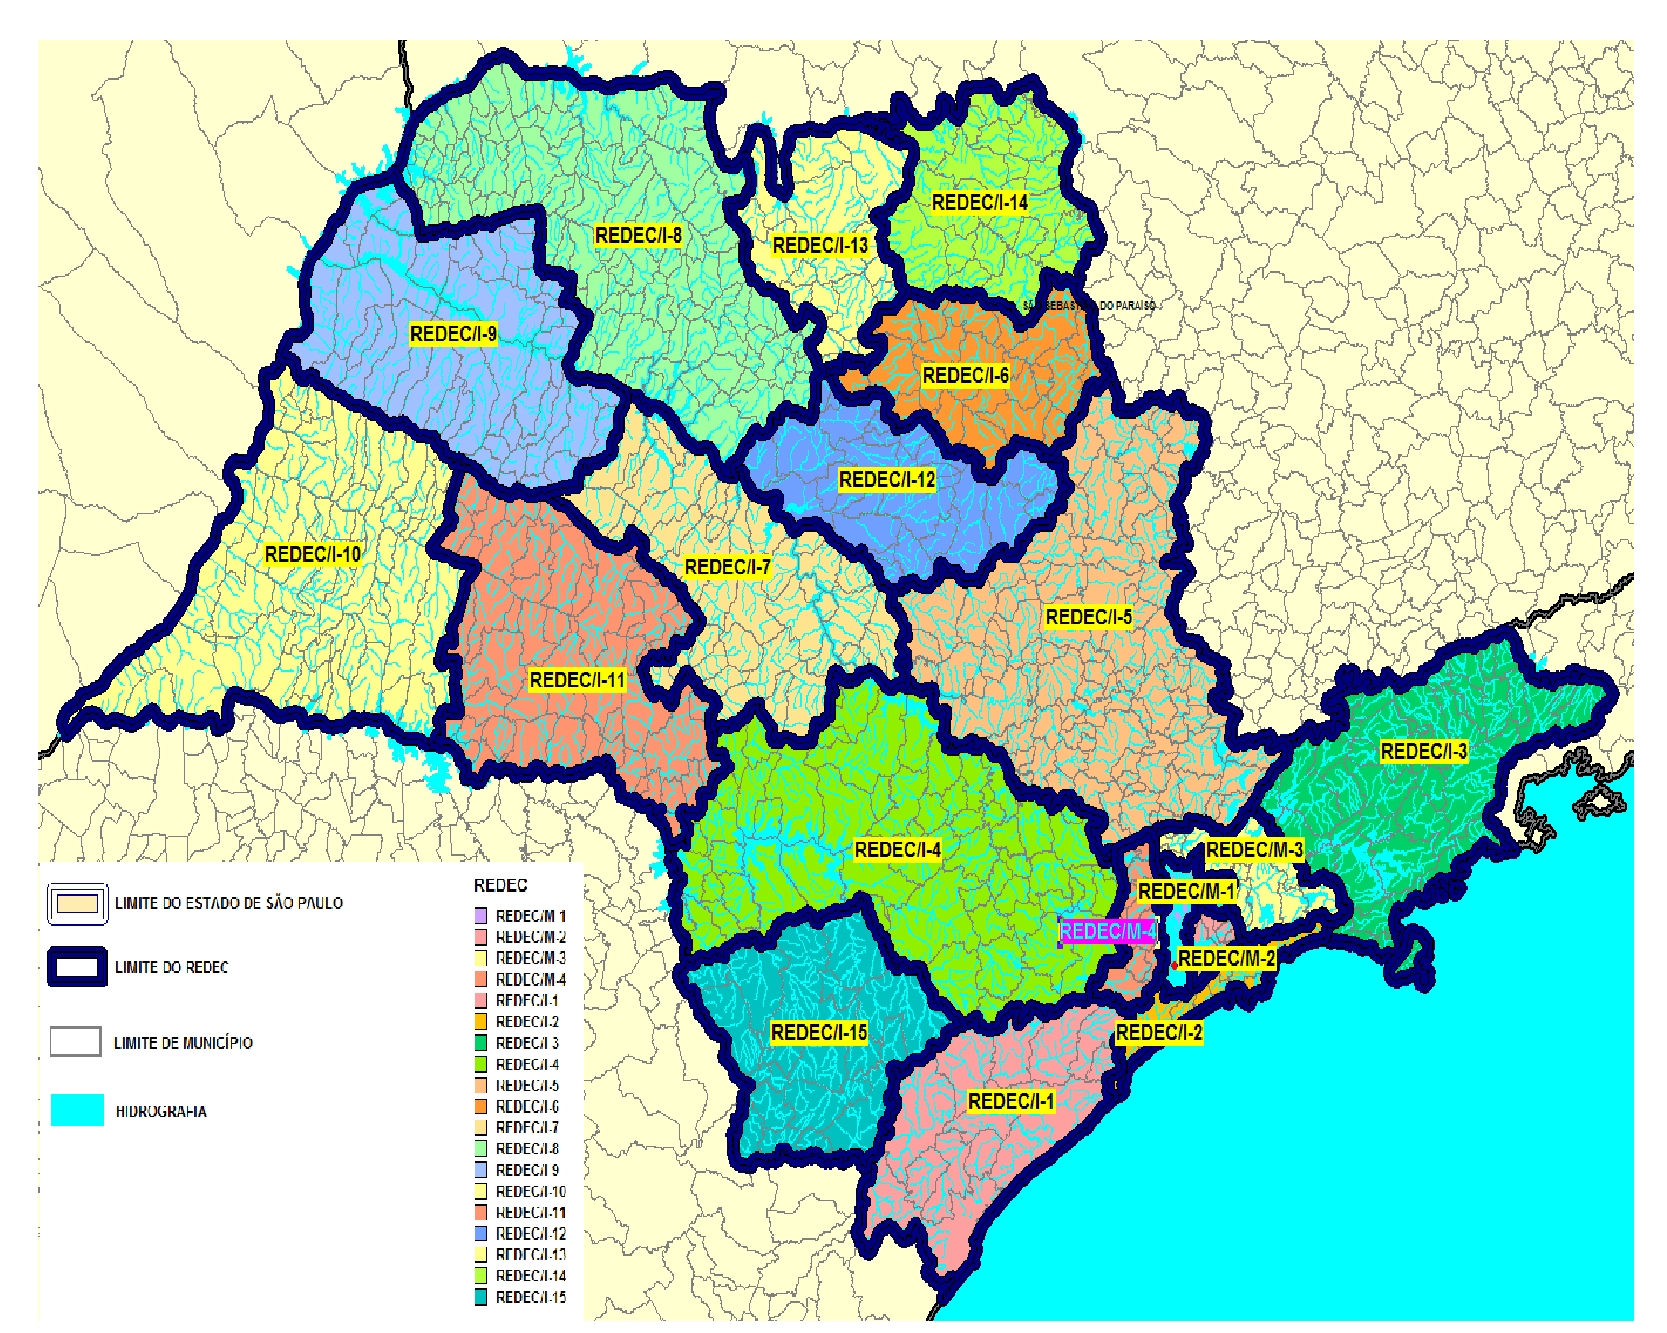 REDEC/I-14
REDEC/I-8
REDEC/I-13
SÃO SEBASTIÃO DO PARAÍSO
REDEC/I-9
REDEC/I-6
REDEC/I-12
REDEC/I-10
REDEC/I-7
REDEC/I-5
REDEC/I-11
REDEC/I-3
REDEC/I-4
REDEC/M-3
REDEC/M-1
REDEC/M-4
REDEC/M-2
REDEC/I-15
REDEC/I-2
REDEC/I-1
LIMITE DO ESTADO DE SÃO PAULO
LIMITE DO REDEC
LIMITE DE MUNICÍPIO
HIDROGRAFIA
REDEC
REDEC/M 1
REDEC/M-2
REDEC/M-3
REDEC/M-4
REDEC/I-1
REDEC/I-2
REDEC/I 3
REDEC/I-4
REDEC/I-5
REDEC/I-6
REDEC/I-7
REDEC/I-8
REDEC/I 9
REDEC/I-10
REDEC/I-11
REDEC/I-12
REDEC/I-13
REDEC/I-14
REDEC/I-15